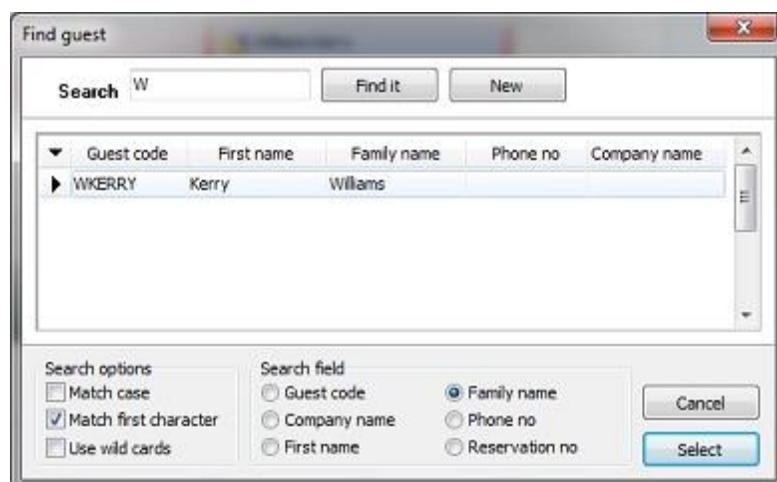 Find guest
Search W Find it New
Guest code First name Family name Phone no Company name
WKERRY Kerry Williams
Search options Search field
Match case Guest code Family name
Match first character Company name Phone no Cancel
Use wild cards First name Reservation no Select